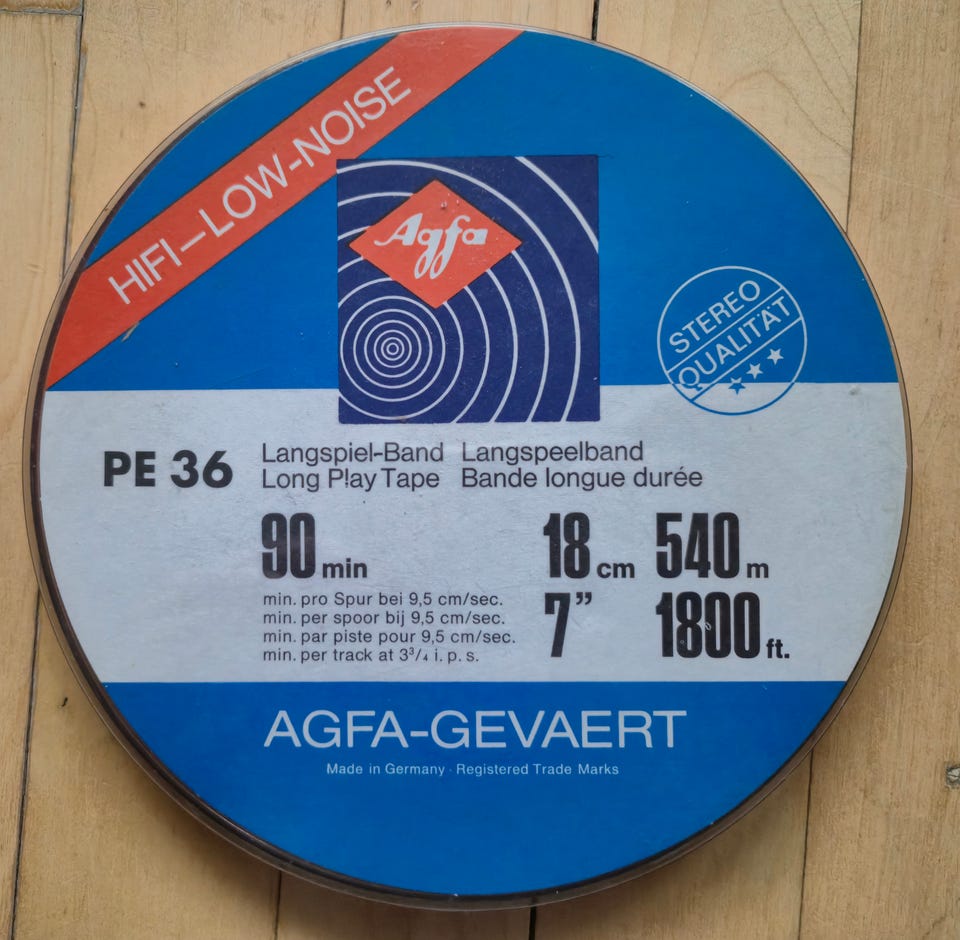 HIFI—LOW-NOISE
Agfa
STEREO
QUALITÄT
PE 36
Langspiel-Band Langspeelband
Long Play Tape Bande longue durée
90 min 18 cm 540 m
7” 1800 ft.
min. pro Spur bei 9,5 cm/sec.
min. per spoor bij 9,5 cm/sec.
min. par piste pour 9,5 cm/sec.
min. per track at 3³/₄ i. p. s.
AGFA-GEVAERT
Made in Germany · Registered Trade Marks